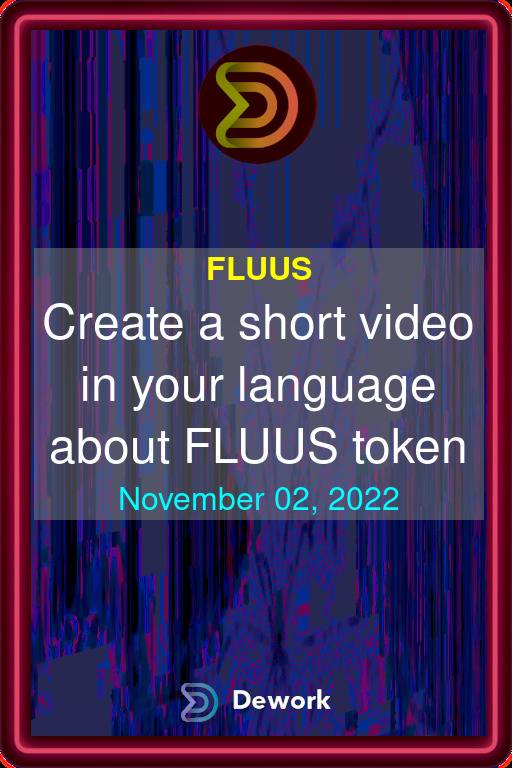 FLUUS
Create a short video
in your language
about FLUUS token
November 02, 2022
Dework